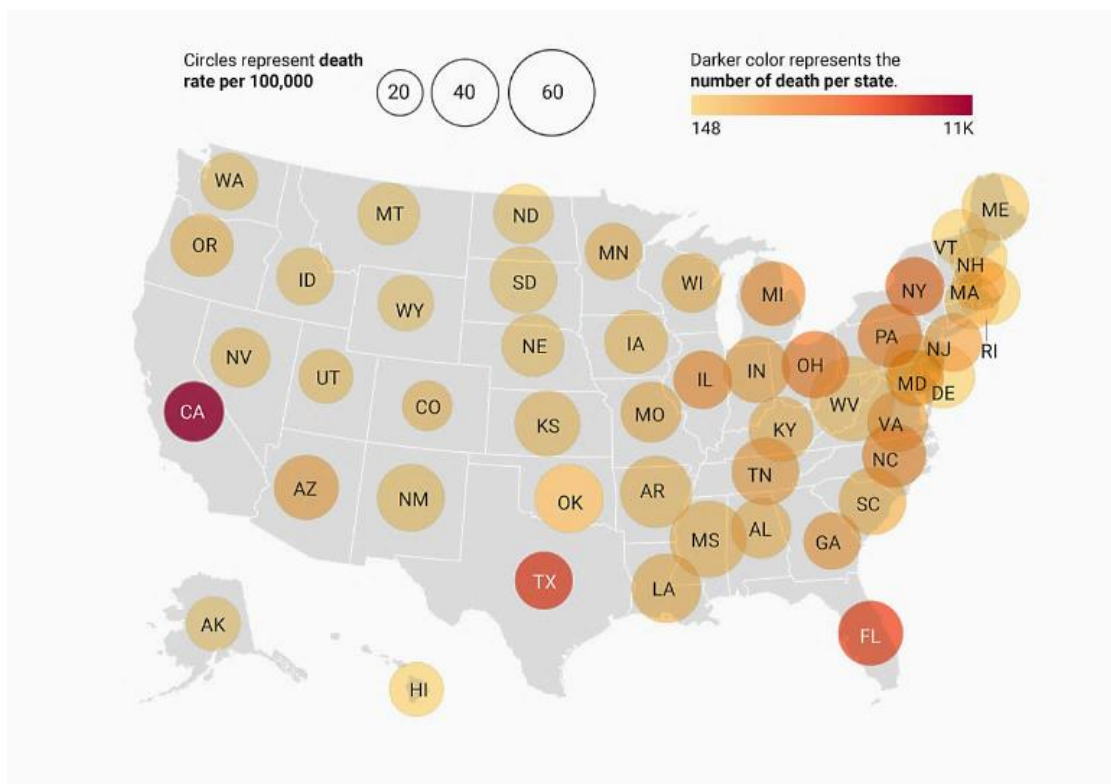 Circles represent death
rate per 100,000
20
40
60
Darker color represents the
number of death per state.
148
11K
WA
MT
ND
ME
OR
MN
VT
NH
ID
SD
WI
MI
NY
MA
WY
NV
NE
IA
PA
NJ
RI
UT
IL
IN
OH
MD
DE
CA
CO
KS
MO
WV
VA
KY
NC
AZ
NM
OK
AR
TN
SC
MS
AL
GA
TX
LA
AK
FL
HI